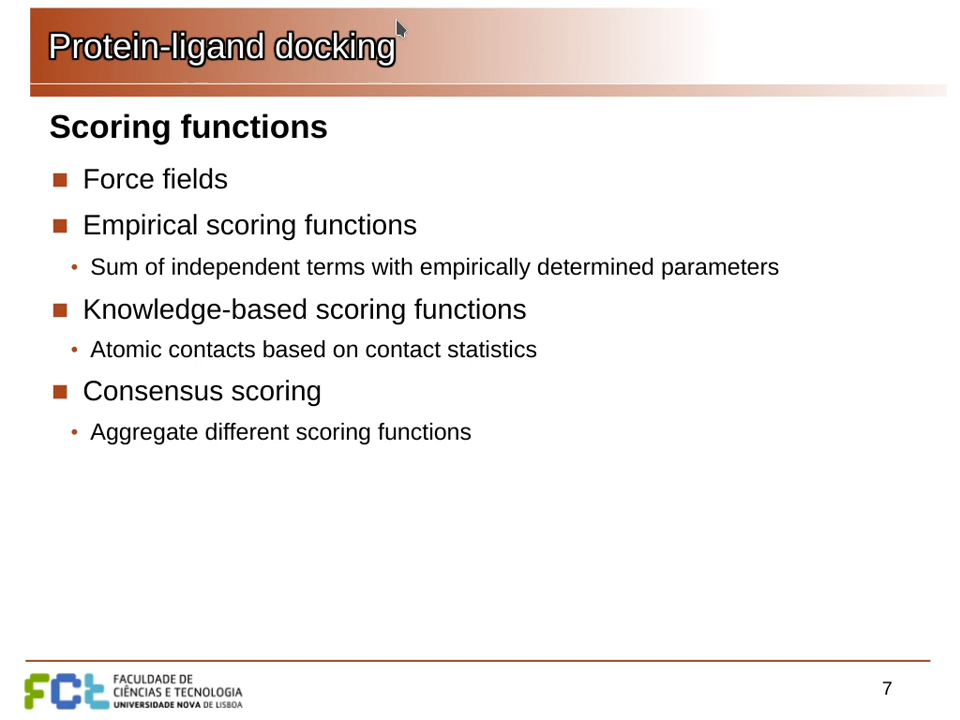 Protein-ligand docking
Scoring functions
Force fields
Empirical scoring functions
Sum of independent terms with empirically determined parameters
Knowledge-based scoring functions
Atomic contacts based on contact statistics
Consensus scoring
Aggregate different scoring functions
FCt
FACULDADE DE
CIÊNCIAS E TECNOLOGIA
UNIVERSIDADE NOVA DE LISBOA
7